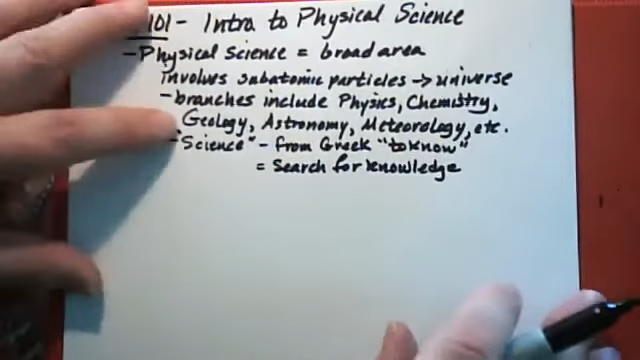 101 - Intro to Physical Science
- Physical Science = broad area
involves subatomic particles → universe
- branches include Physics, Chemistry,
Geology, Astronomy, Meteorology, etc.
- "Science" - from Greek "to know"
= Search for knowledge